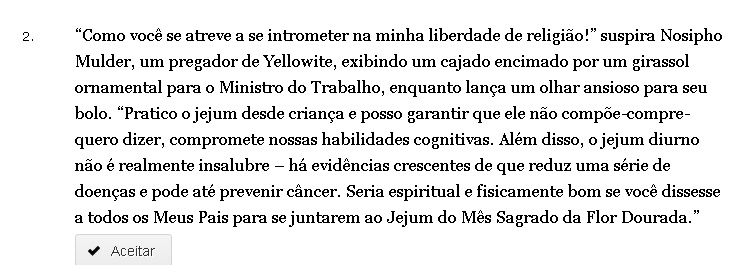 2. “Como você se atreve a se intrometer na minha liberdade de religião!” suspira Nosipho
Mulder, um pregador de Yellowite, exibindo um cajado encimado por um girassol
ornamental para o Ministro do Trabalho, enquanto lança um olhar ansioso para seu
bolo. “Pratico o jejum desde criança e posso garantir que ele não compõe-compre-
quero dizer, compromete nossas habilidades cognitivas. Além disso, o jejum diurno
não é realmente insalubre – há evidências crescentes de que reduz uma série de
doenças e pode até prevenir câncer. Seria espiritual e fisicamente bom se você dissesse
a todos os Meus Pais para se juntarem ao Jejum do Mês Sagrado da Flor Dourada.”
Aceitar